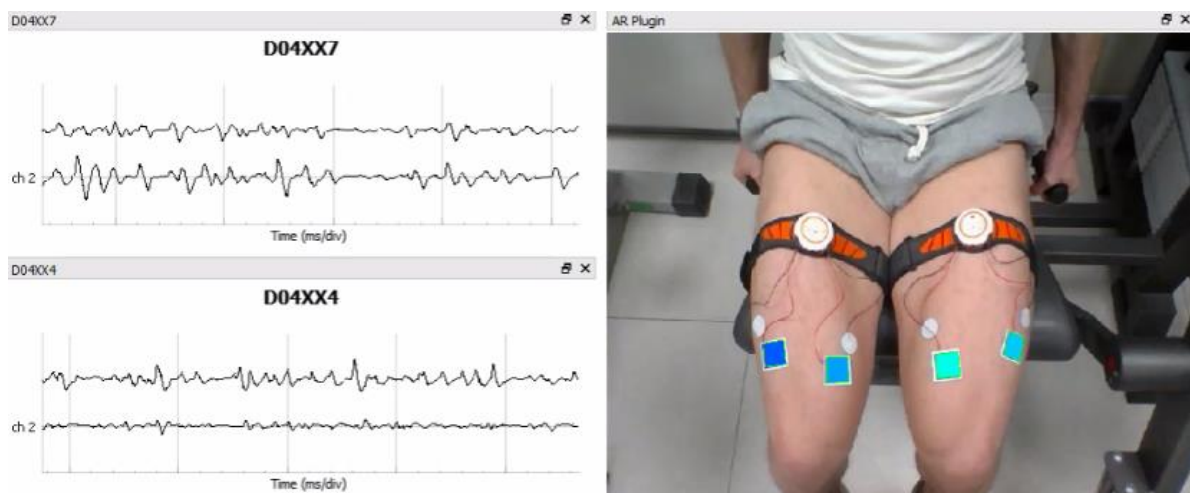 D04XX7
D04XX7
ch 2
Time (ms/div)
D04XX4
D04XX4
ch 2
Time (ms/div)
AR Plugin